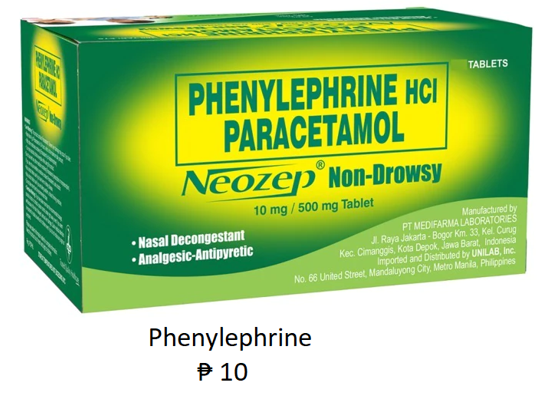 TABLETS
PHENYLEPHRINE HCl
PARACETAMOL
Neozep® Non-Drowsy
10 mg / 500 mg Tablet
• Nasal Decongestant
• Analgesic-Antipyretic
Manufactured by
PT MEDIFARMA LABORATORIES
Jl. Raya Jakarta - Bogor Km. 33, Kel. Curug
Kec. Cimanggis, Kota Depok, Jawa Barat, Indonesia
Imported and Distributed by UNILAB, Inc.
No. 66 United Street, Mandaluyong City, Metro Manila, Philippines
Phenylephrine
₱ 10